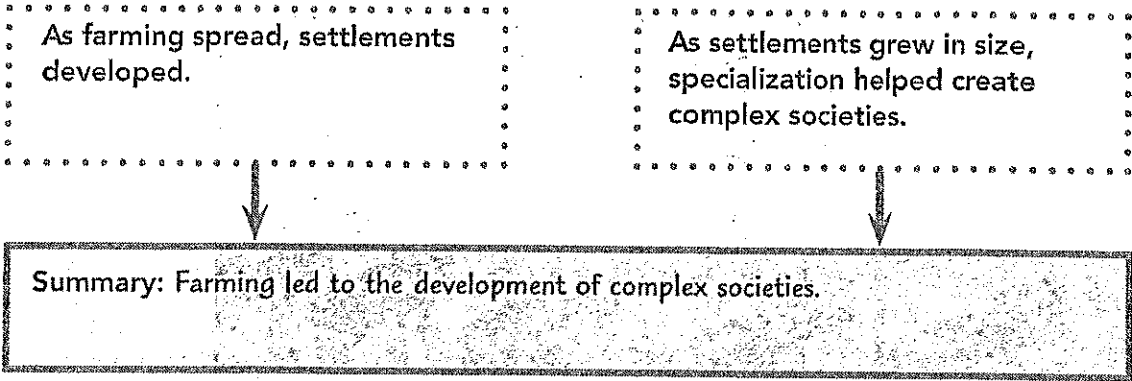 As farming spread, settlements
developed.
As settlements grew in size,
specialization helped create
complex societies.
Summary: Farming led to the development of complex societies.